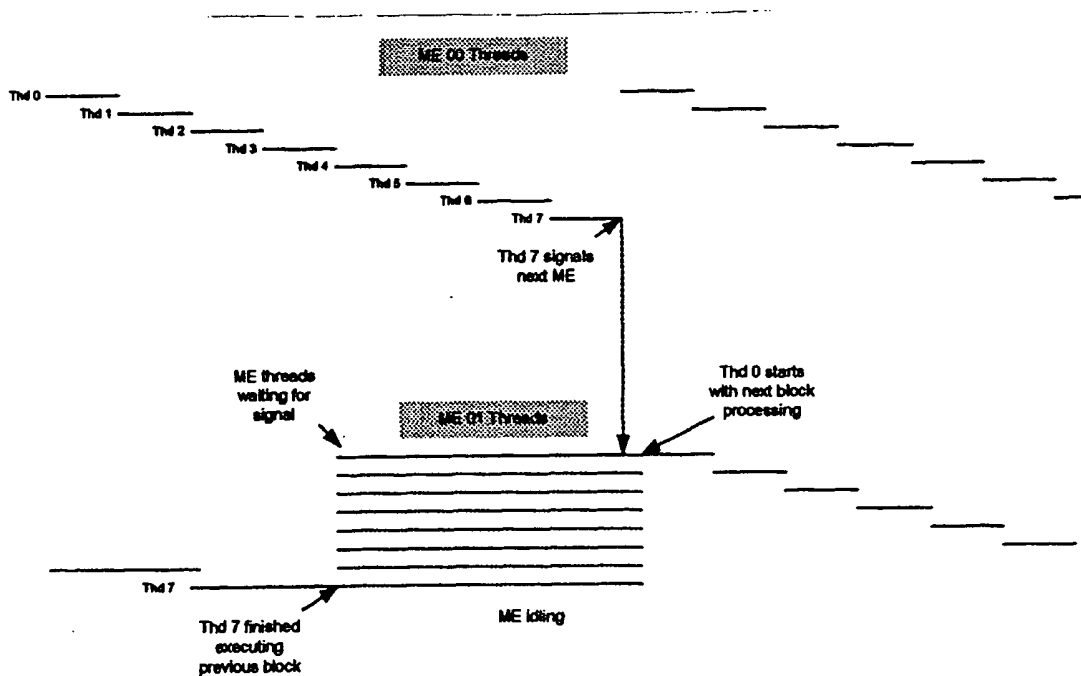 ME 00 Threads
Thd 0
Thd 1
Thd 2
Thd 3
Thd 4
Thd 5
Thd 6
Thd 7
Thd 7 signals
next ME
ME threads
waiting for
signal
ME 01 Threads
Thd 0 starts
with next block
processing
Thd 7
ME idling
Thd 7 finished
executing
previous block